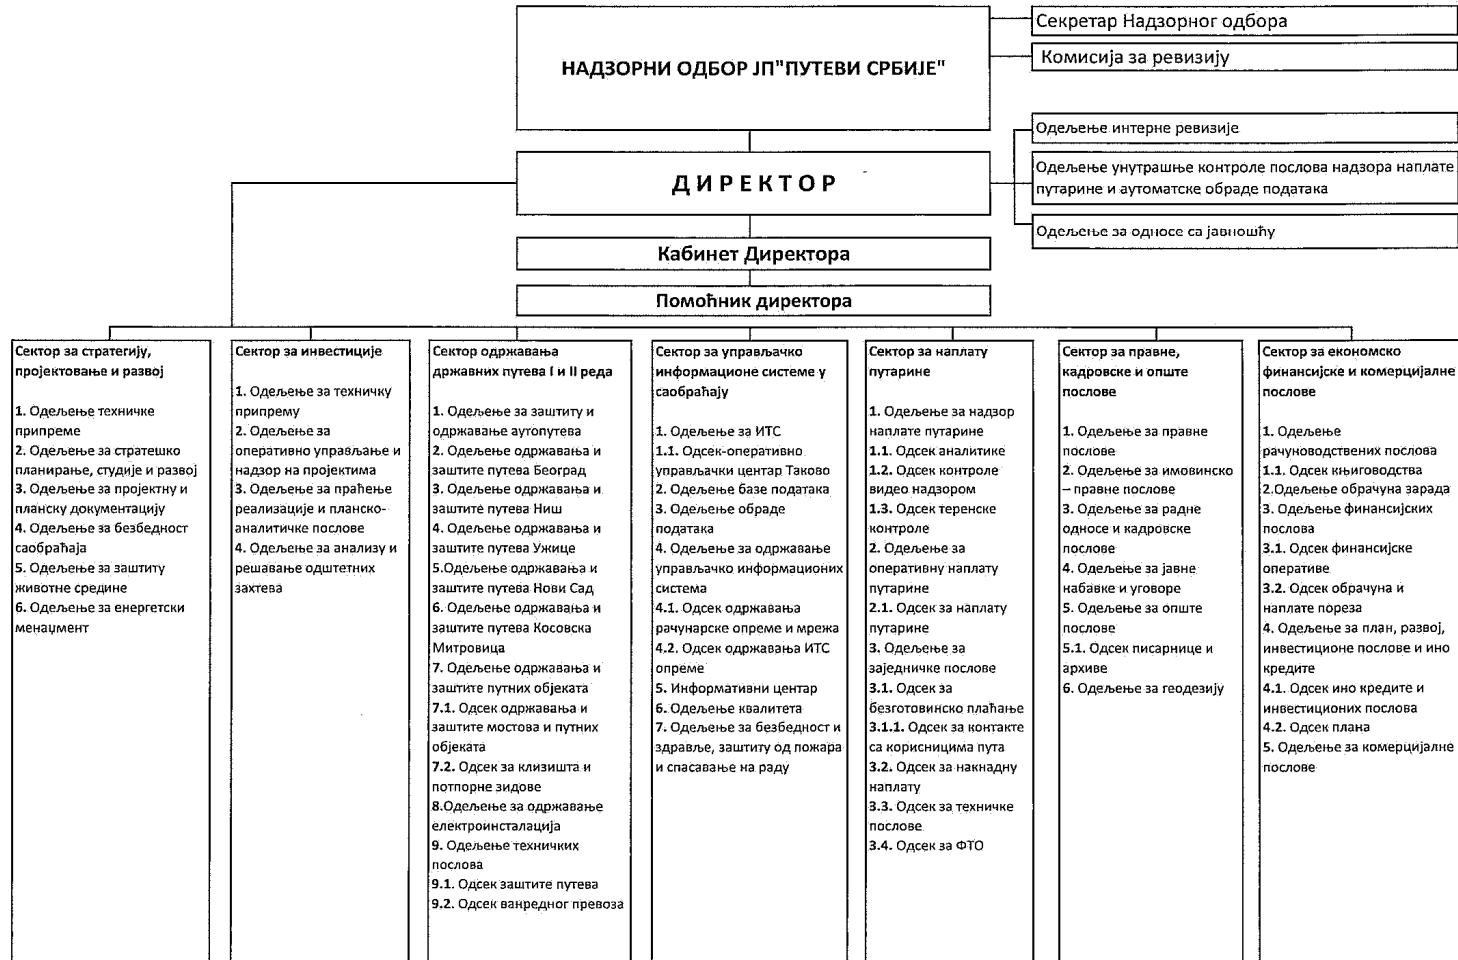 НАДЗОРНИ ОДБОР ЈП"ПУТЕВИ СРБИЈЕ"
Секретар Надзорног одбора
Комисија за ревизију
Д И Р Е К Т О Р
Одељење интерне ревизије
Одељење унутрашње контроле послова надзора наплате
путарине и аутоматске обраде података
Одељење за односе са јавношћу
Кабинет Директора
Помоћник директора
Сектор за стратегију,
пројектовање и развој
1. Одељење техничке
припреме
2. Одељење за стратешко
планирање, студије и развој
3. Одељење за пројектну и
планску документацију
4. Одељење за безбедност
саобраћаја
5. Одељење за заштиту
животне средине
6. Одељење за енергетски
менаџмент
Сектор за инвестиције
1. Одељење за техничку
припрему
2. Одељење за
оперативно управљање и
надзор на пројектима
3. Одељење за праћење
реализације и планско-
аналитичке послове
4. Одељење за анализу и
решавање одштетних
захтева
Сектор одржавања
државних путева I и II реда
1. Одељење за заштиту и
одржавање аутопутева
2. Одељење одржавања и
заштите путева Београд
3. Одељење одржавања и
заштите путева Ниш
4. Одељење одржавања и
заштите путева Ужице
5.Одељење одржавања и
заштите путева Нови Сад
6. Одељење одржавања и
заштите путева Косовска
Митровица
7. Одељење одржавања и
заштите путних објеката
7.1. Одсек одржавања и
заштите мостова и путних
објеката
7.2. Одсек за клизишта и
потпорне зидове
8.Одељење за одржавање
електроинсталација
9. Одељење техничких
послова
9.1. Одсек заштите путева
9.2. Одсек ванредног превоза
Сектор за управљачко
информационе системе у
саобраћају
1. Одељење за ИТС
1.1. Одсек-оперативно
управљачки центар Таково
2. Одељење базе података
3. Одељење обраде
података
4. Одељење за одржавање
управљачко информационих
система
4.1. Одсек одржавања
рачунарске опреме и мрежа
4.2. Одсек одржавања ИТС
опреме
5. Информативни центар
6. Одељење квалитета
7. Одељење за безбедност и
здравље, заштиту од пожара
и спасавање на раду
Сектор за наплату
путарине
1. Одељење за надзор
наплате путарине
1.1. Одсек аналитике
1.2. Одсек контроле
видео надзором
1.3. Одсек теренске
контроле
2. Одељење за
оперативну наплату
путарине
2.1. Одсек за наплату
путарине
3. Одељење за
заједничке послове
3.1. Одсек за
безготовинско плаћање
3.1.1. Одсек за контакте
са корисницима пута
3.2. Одсек за накнадну
наплату
3.3. Одсек за техничке
послове
3.4. Одсек за ФТО
Сектор за правне,
кадровске и опште
послове
1. Одељење за правне
послове
2. Одељење за имовинско
– правне послове
3. Одељење за радне
односе и кадровске
послове
4. Одељење за јавне
набавке и уговоре
5. Одељење за опште
послове
5.1. Одсек писарнице и
архиве
6. Одељење за геодезију
Сектор за економско
финансијске и комерцијалне
послове
1. Одељење
рачуноводствених послова
1.1. Одсек књиговодства
2.Одељење обрачуна зарада
3. Одељење финансијских
послова
3.1. Одсек финансијске
оперативе
3.2. Одсек обрачуна и
наплате пореза
4. Одељење за план, развој,
инвестиционе послове и ино
кредите
4.1. Одсек ино кредите и
инвестиционих послова
4.2. Одсек плана
5. Одељење за комерцијалне
послове